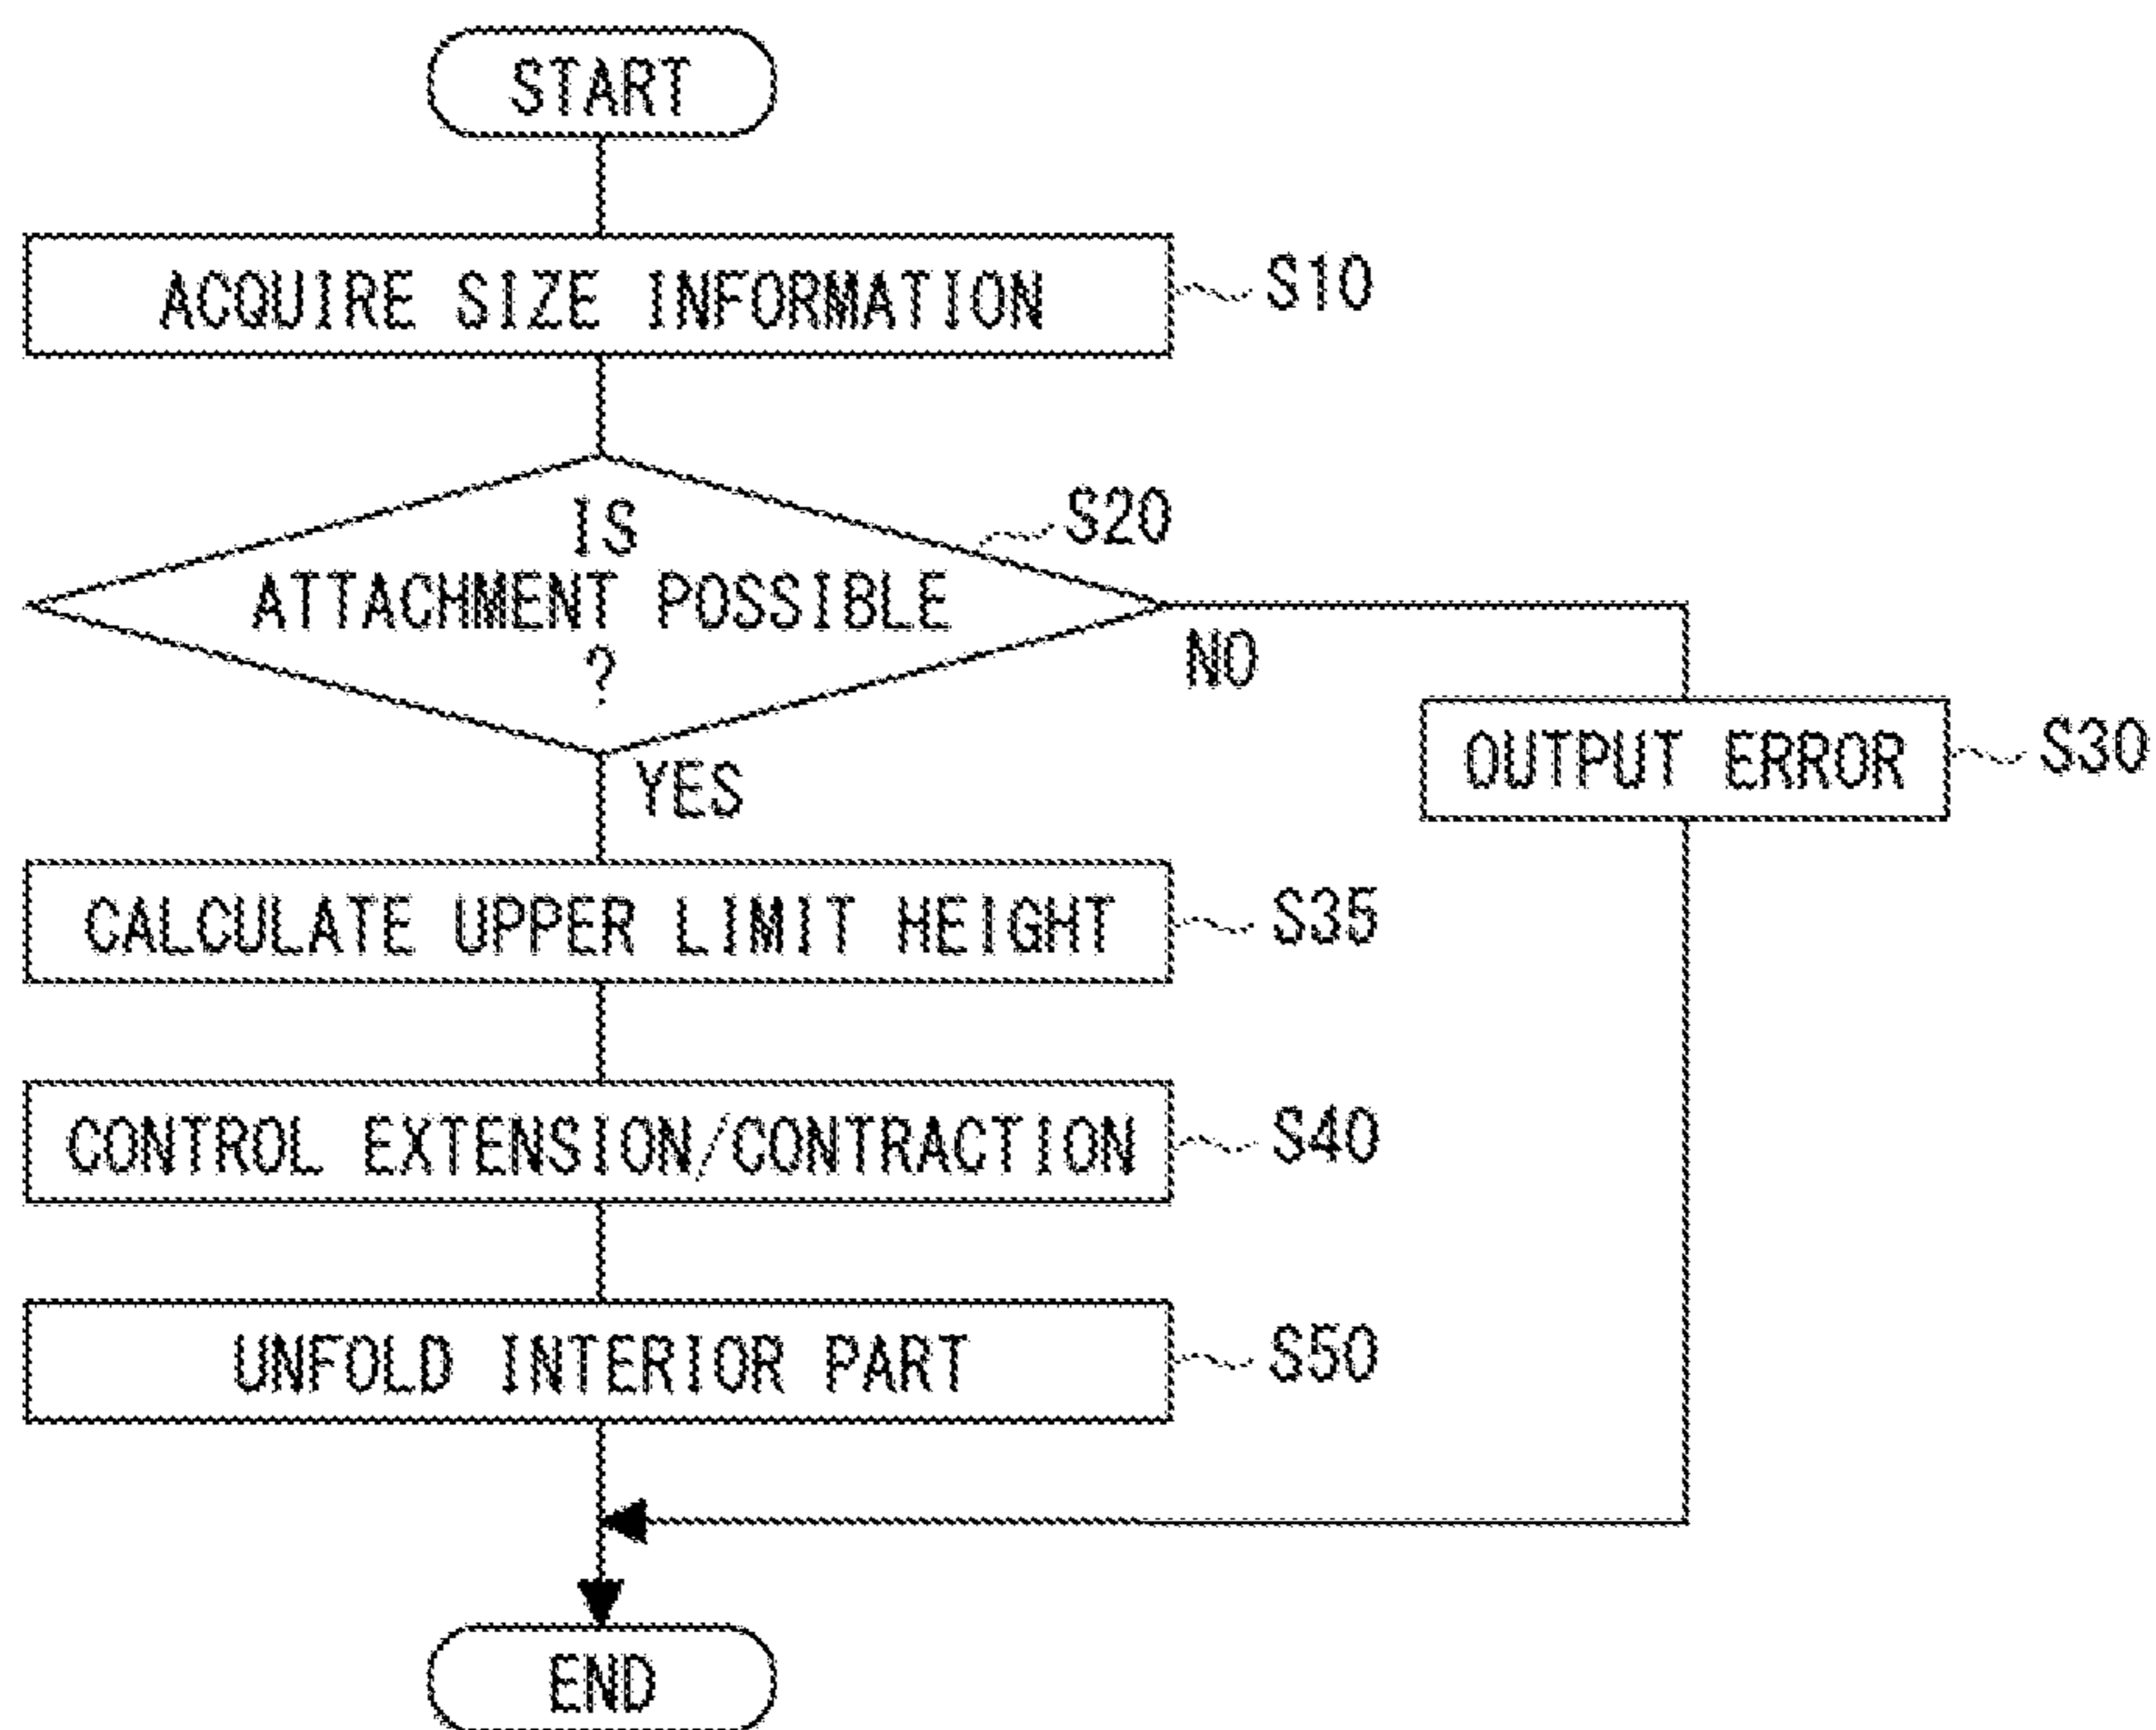 START
ACQUIRE SIZE INFORMATION
S10
IS
ATTACHMENT POSSIBLE
?
S20
NO
YES
OUTPUT ERROR
S30
CALCULATE UPPER LIMIT HEIGHT
S35
CONTROL EXTENSION/CONTRACTION
S40
UNFOLD INTERIOR PART
S50
END